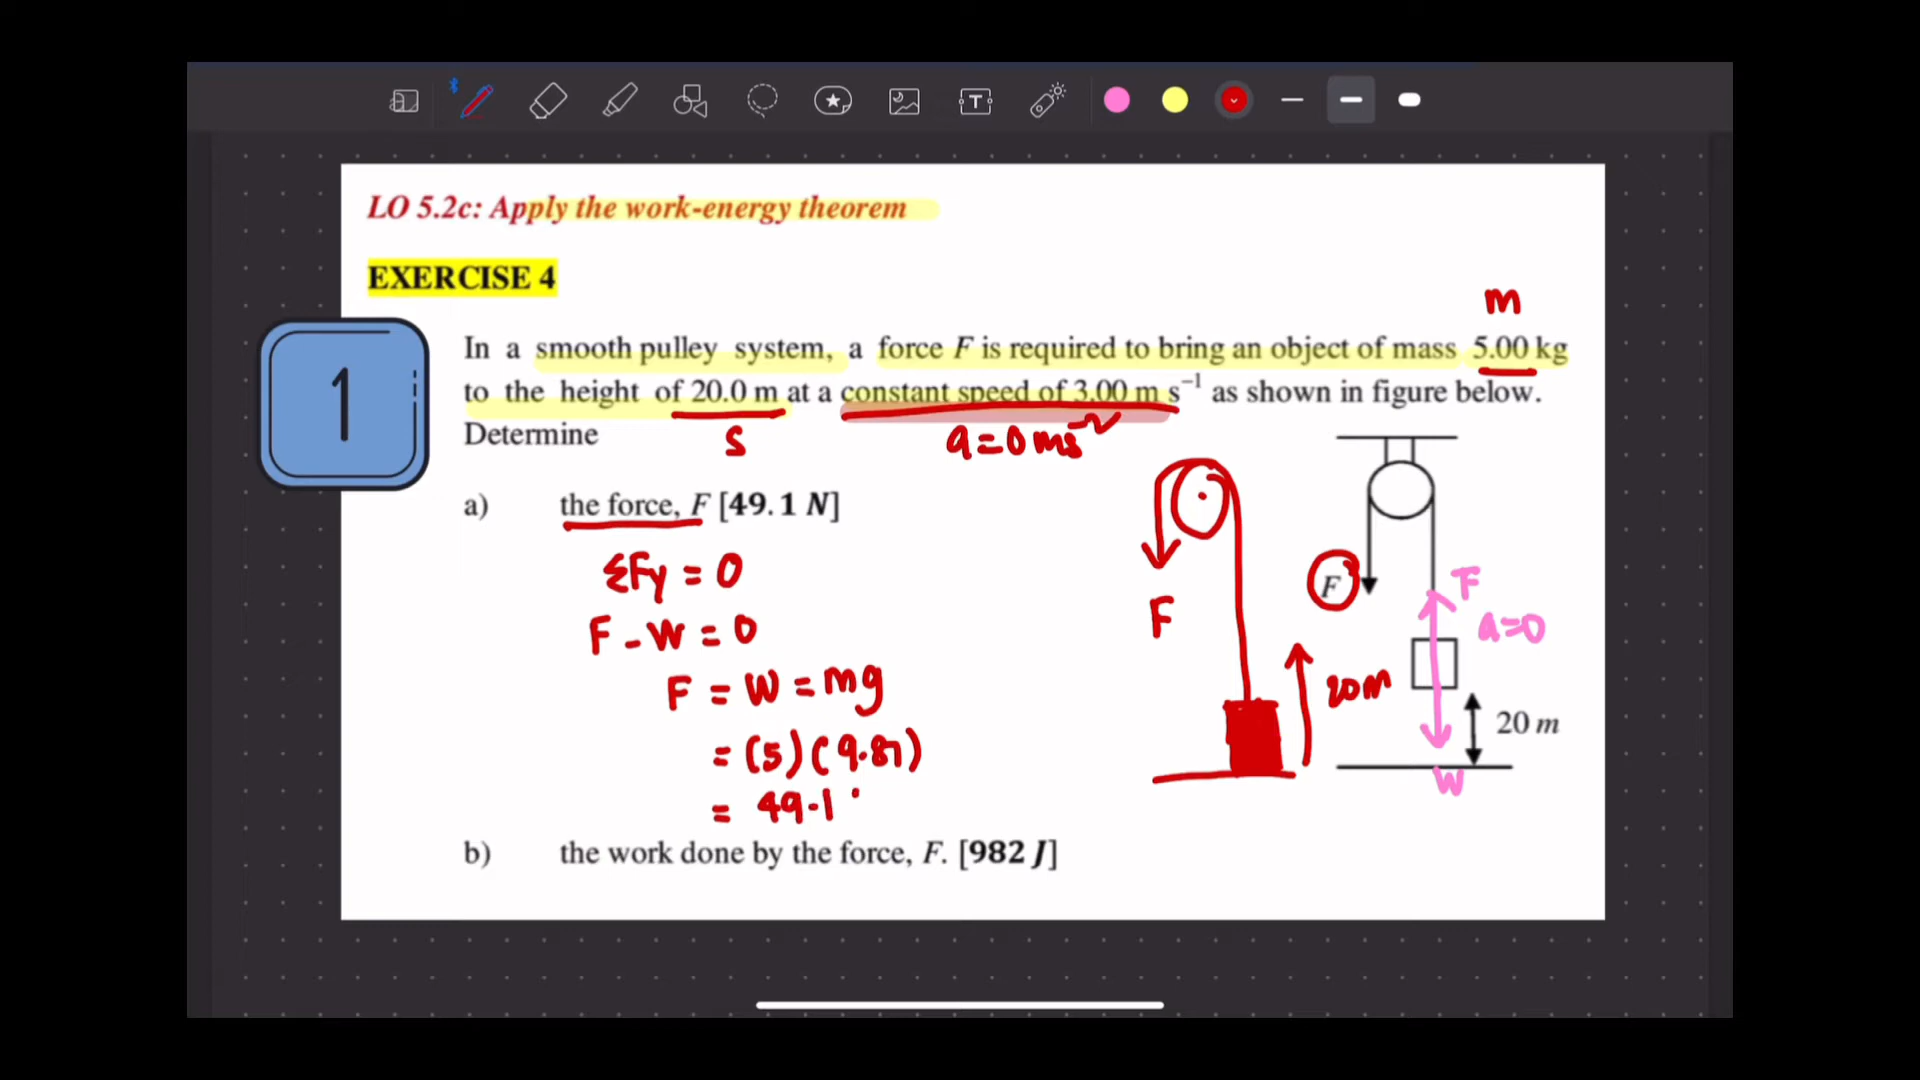 LO 5.2c: Apply the work-energy theorem
EXERCISE 4
m
1
In a smooth pulley system, a force F is required to bring an object of mass 5.00 kg
to the height of 20.0 m at a constant speed of 3.00 m s⁻¹ as shown in figure below.
Determine
s
a=0 ms⁻²
a) the force, F [49.1 N]
ΣFy = 0
F - W = 0
F = W = mg
= (5)(9.81)
= 49.1
F
20m
F
F
a=0
20 m
W
b) the work done by the force, F. [982 J]